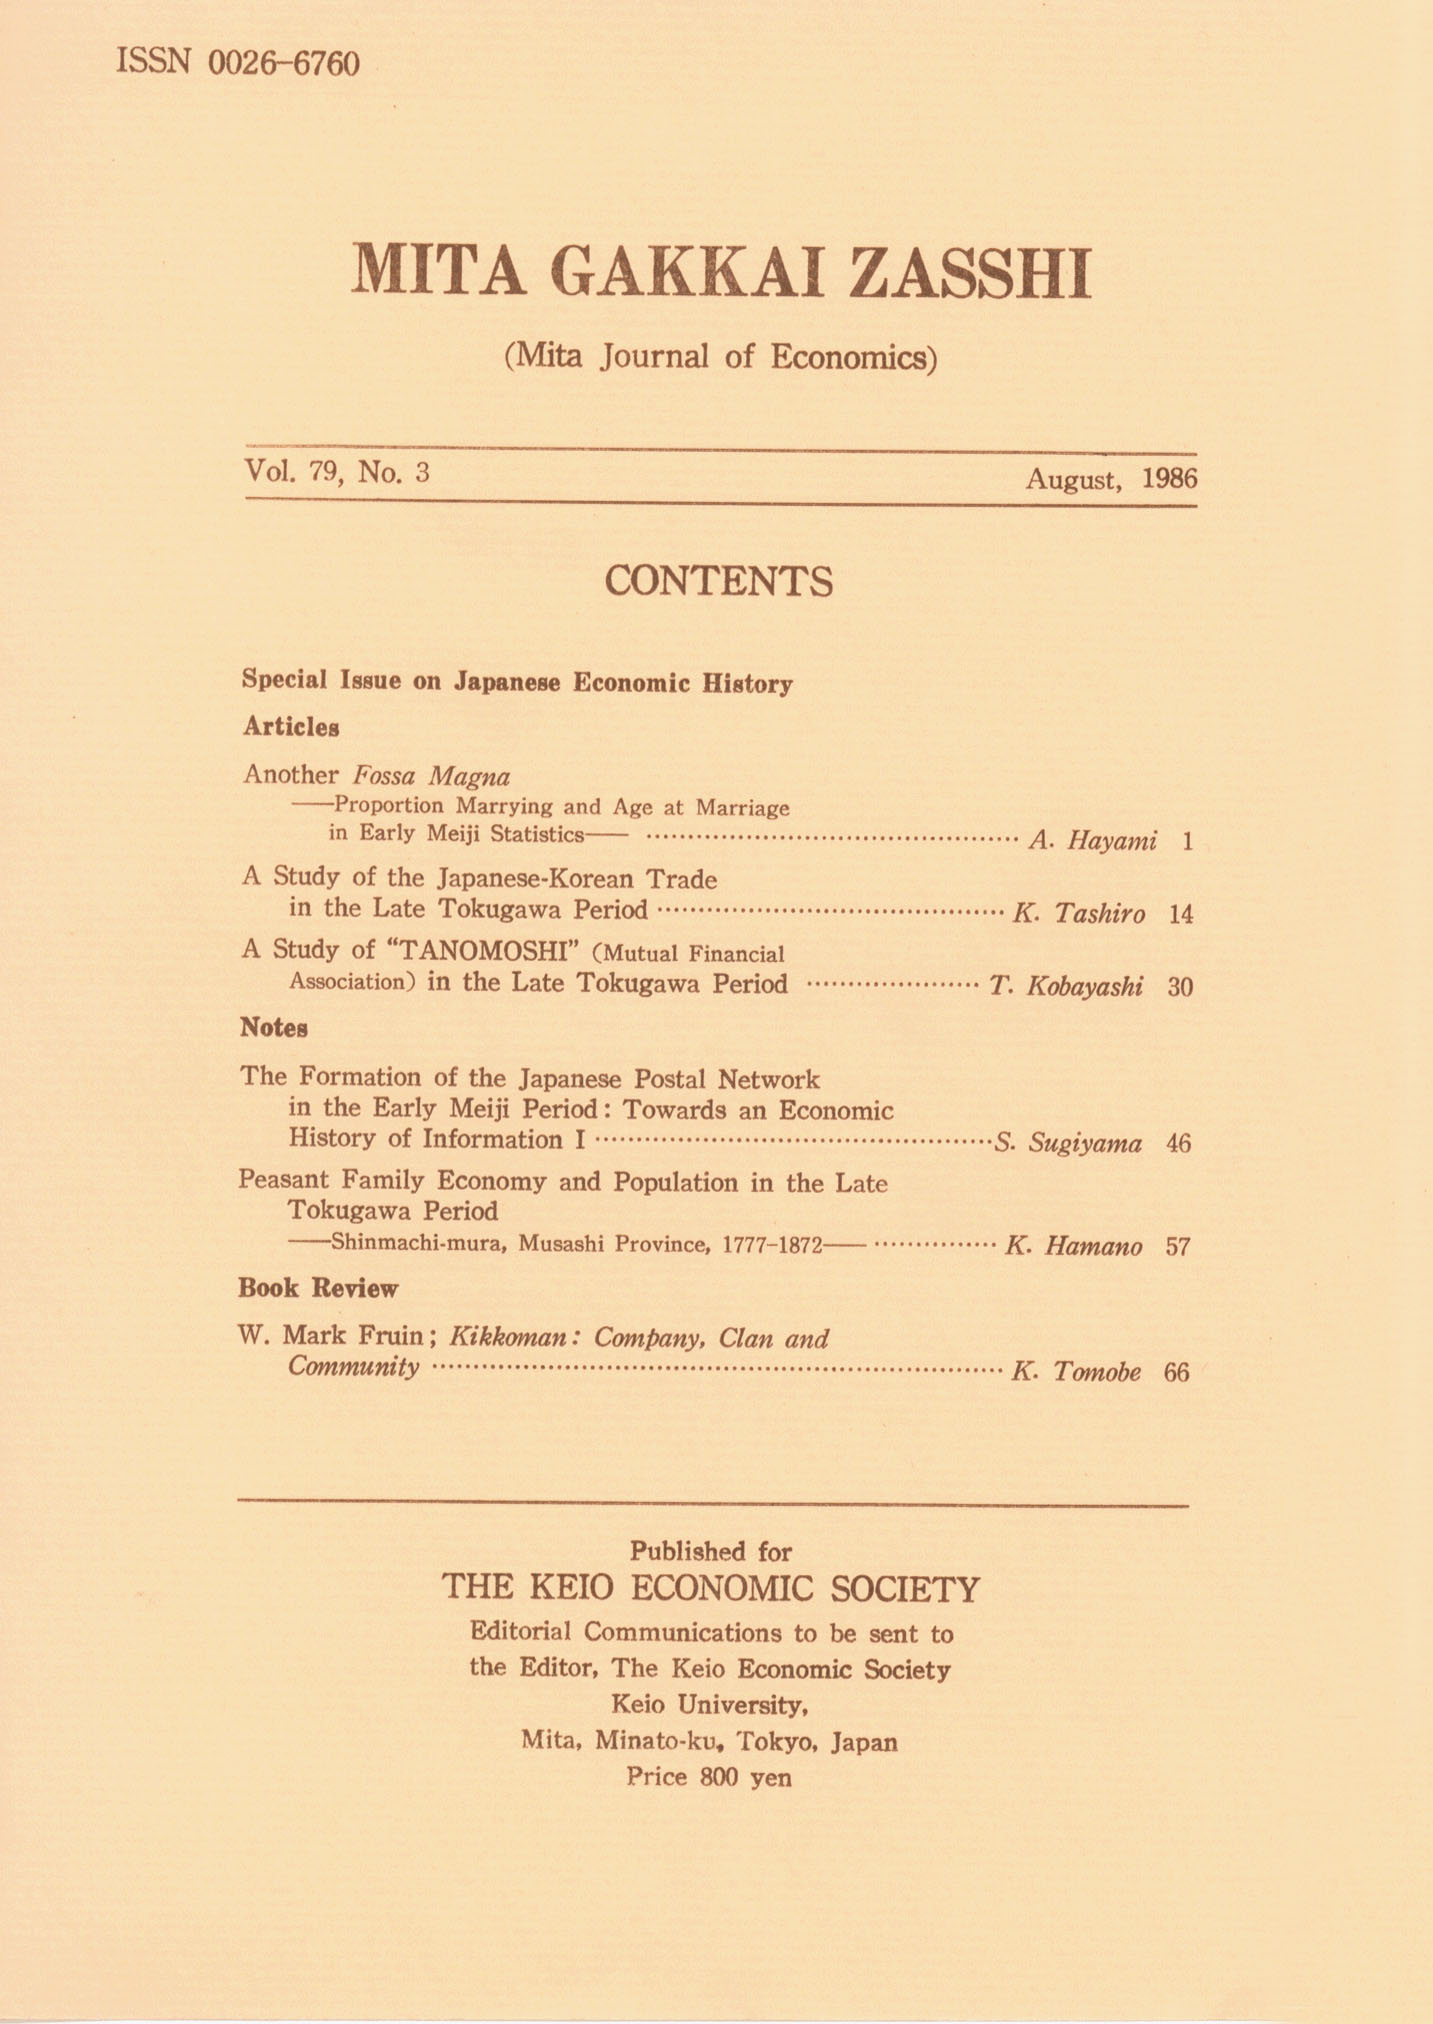 ISSN 0026-6760
MITA GAKKAI ZASSHI
(Mita Journal of Economics)
Vol. 79, No. 3 August, 1986
CONTENTS
Special Issue on Japanese Economic History
Articles
Another Fossa Magna
——Proportion Marrying and Age at Marriage
in Early Meiji Statistics—— ············································ A. Hayami 1
A Study of the Japanese-Korean Trade
in the Late Tokugawa Period ········································· K. Tashiro 14
A Study of “TANOMOSHI” (Mutual Financial
Association) in the Late Tokugawa Period ····················· T. Kobayashi 30
Notes
The Formation of the Japanese Postal Network
in the Early Meiji Period: Towards an Economic
History of Information I ················································S. Sugiyama 46
Peasant Family Economy and Population in the Late
Tokugawa Period
——Shinmachi-mura, Musashi Province, 1777-1872—— ··············· K. Hamano 57
Book Review
W. Mark Fruin; Kikkoman: Company, Clan and
Community ····································································· K. Tomobe 66
Published for
THE KEIO ECONOMIC SOCIETY
Editorial Communications to be sent to
the Editor, The Keio Economic Society
Keio University,
Mita, Minato-ku, Tokyo, Japan
Price 800 yen